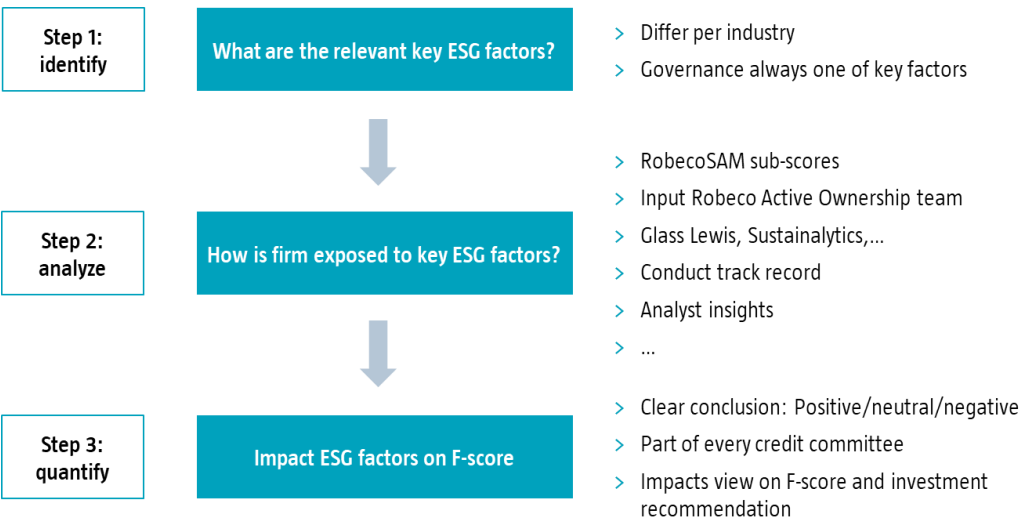 Step 1:
identify
What are the relevant key ESG factors?
> Differ per industry
> Governance always one of key factors
Step 2:
analyze
How is firm exposed to key ESG factors?
> RobecoSAM sub-scores
> Input Robeco Active Ownership team
> Glass Lewis, Sustainalytics,...
> Conduct track record
> Analyst insights
> ...
Step 3:
quantify
Impact ESG factors on F-score
> Clear conclusion: Positive/neutral/negative
> Part of every credit committee
> Impacts view on F-score and investment
recommendation